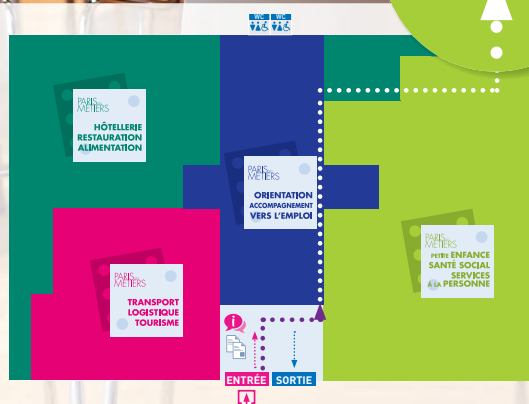 WC WC
PARIS
MÉTIERS
HÔTELLERIE
RESTAURATION
ALIMENTATION
PARIS
MÉTIERS
ORIENTATION
ACCOMPAGNEMENT
VERS L'EMPLOI
PARIS
MÉTIERS
PETITE ENFANCE
SANTÉ SOCIAL
SERVICES
À LA PERSONNE
PARIS
MÉTIERS
TRANSPORT
LOGISTIQUE
TOURISME
i
ENTRÉE SORTIE